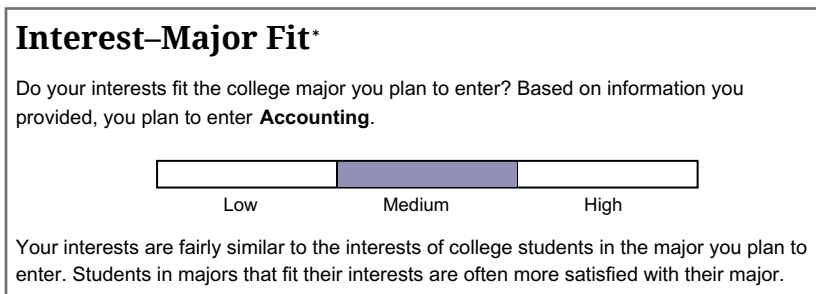 Interest–Major Fit*
Do your interests fit the college major you plan to enter? Based on information you
provided, you plan to enter Accounting.
Low Medium High
Your interests are fairly similar to the interests of college students in the major you plan to
enter. Students in majors that fit their interests are often more satisfied with their major.